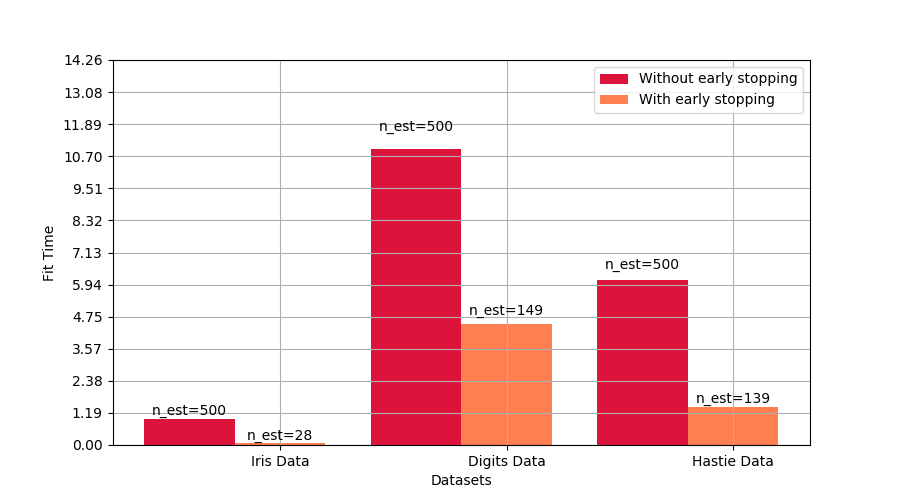 14.26
13.08
11.89
10.70
9.51
8.32
7.13
5.94
4.75
3.57
2.38
1.19
0.00
Fit Time
Without early stopping
With early stopping
n_est=500
n_est=28
n_est=500
n_est=149
n_est=500
n_est=139
Iris Data
Digits Data
Hastie Data
Datasets